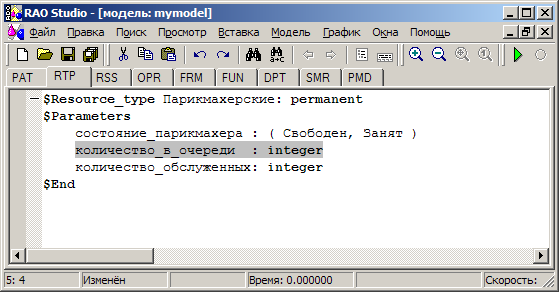 RAO Studio - [модель: mymodel]
Файл Правка Поиск Просмотр Вставка Модель График Окна Помощь
PAT RTP RSS OPR FRM FUN DPT SMR PMD
$Resource_type Парикмахерские: permanent
$Parameters
состояние_парикмахера : ( Свободен, Занят )
количество_в_очереди : integer
количество_обслуженных: integer
$End
5: 4 Изменён Время: 0.000000 Скорость: